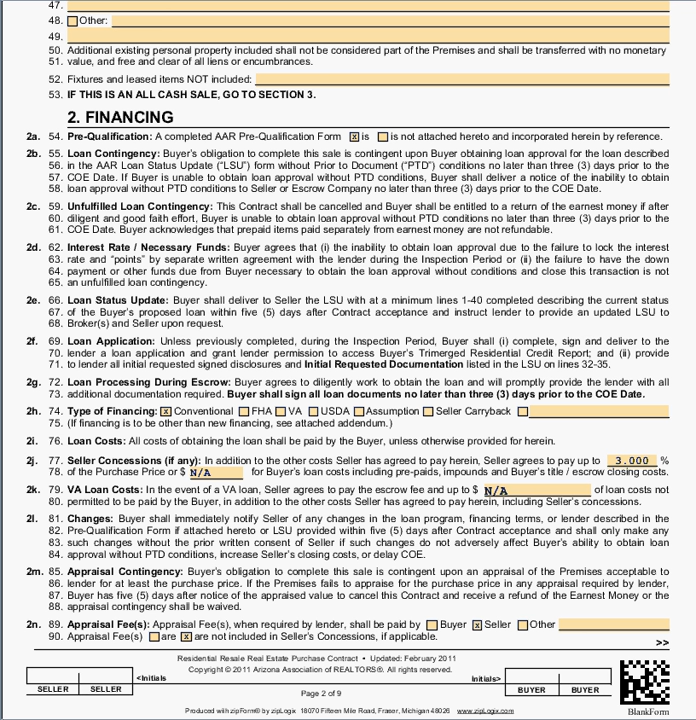 47.
48. Other:
49.
50. Additional existing personal property included shall not be considered part of the Premises and shall be transferred with no monetary
51. value, and free and clear of all liens or encumbrances.
52. Fixtures and leased items NOT included:
53. IF THIS IS AN ALL CASH SALE, GO TO SECTION 3.
2. FINANCING
2a. 54. Pre-Qualification: A completed AAR Pre-Qualification Form x is is not attached hereto and incorporated herein by reference.
2b. 55. Loan Contingency: Buyer's obligation to complete this sale is contingent upon Buyer obtaining loan approval for the loan described
56. in the AAR Loan Status Update ("LSU") form without Prior to Document ("PTD") conditions no later than three (3) days prior to the
57. COE Date. If Buyer is unable to obtain loan approval without PTD conditions, Buyer shall deliver a notice of the inability to obtain
58. loan approval without PTD conditions to Seller or Escrow Company no later than three (3) days prior to the COE Date.
2c. 59. Unfulfilled Loan Contingency: This Contract shall be cancelled and Buyer shall be entitled to a return of the earnest money if after
60. diligent and good faith effort, Buyer is unable to obtain loan approval without PTD conditions no later than three (3) days prior to the
61. COE Date. Buyer acknowledges that prepaid items paid separately from earnest money are not refundable.
2d. 62. Interest Rate / Necessary Funds: Buyer agrees that (i) the inability to obtain loan approval due to the failure to lock the interest
63. rate and "points" by separate written agreement with the lender during the Inspection Period or (ii) the failure to have the down
64. payment or other funds due from Buyer necessary to obtain the loan approval without conditions and close this transaction is not
65. an unfulfilled loan contingency.
2e. 66. Loan Status Update: Buyer shall deliver to Seller the LSU with at a minimum lines 1-40 completed describing the current status
67. of the Buyer's proposed loan within five (5) days after Contract acceptance and instruct lender to provide an updated LSU to
68. Broker(s) and Seller upon request.
2f. 69. Loan Application: Unless previously completed, during the Inspection Period, Buyer shall (i) complete, sign and deliver to the
70. lender a loan application and grant lender permission to access Buyer's Trimerged Residential Credit Report; and (ii) provide
71. to lender all initial requested signed disclosures and Initial Requested Documentation listed in the LSU on lines 32-35.
2g. 72. Loan Processing During Escrow: Buyer agrees to diligently work to obtain the loan and will promptly provide the lender with all
73. additional documentation required. Buyer shall sign all loan documents no later than three (3) days prior to the COE Date.
2h. 74. Type of Financing: x Conventional FHA VA USDA Assumption Seller Carryback
75. (If financing is to be other than new financing, see attached addendum.)
2i. 76. Loan Costs: All costs of obtaining the loan shall be paid by the Buyer, unless otherwise provided for herein.
2j. 77. Seller Concessions (if any): In addition to the other costs Seller has agreed to pay herein, Seller agrees to pay up to 3.000 %
78. of the Purchase Price or $ N/A for Buyer's loan costs including pre-paids, impounds and Buyer's title / escrow closing costs.
2k. 79. VA Loan Costs: In the event of a VA loan, Seller agrees to pay the escrow fee and up to $ N/A of loan costs not
80. permitted to be paid by the Buyer, in addition to the other costs Seller has agreed to pay herein, including Seller's concessions.
2l. 81. Changes: Buyer shall immediately notify Seller of any changes in the loan program, financing terms, or lender described in the
82. Pre-Qualification Form if attached hereto or LSU provided within five (5) days after Contract acceptance and shall only make any
83. such changes without the prior written consent of Seller if such changes do not adversely affect Buyer's ability to obtain loan
84. approval without PTD conditions, increase Seller's closing costs, or delay COE.
2m. 85. Appraisal Contingency: Buyer's obligation to complete this sale is contingent upon an appraisal of the Premises acceptable to
86. lender for at least the purchase price. If the Premises fails to appraise for the purchase price in any appraisal required by lender,
87. Buyer has five (5) days after notice of the appraised value to cancel this Contract and receive a refund of the Earnest Money or the
88. appraisal contingency shall be waived.
2n. 89. Appraisal Fee(s): Appraisal Fee(s), when required by lender, shall be paid by Buyer x Seller Other
90. Appraisal Fee(s) are x are not included in Seller's Concessions, if applicable.
>>
Residential Resale Real Estate Purchase Contract • Updated: February 2011
Copyright © 2011 Arizona Association of REALTORS®. All rights reserved.
<Initials
Initials>
SELLER SELLER
Page 2 of 9
BUYER BUYER
Produced with zipForm® by zipLogix 18070 Fifteen Mile Road, Fraser, Michigan 48026 www.zipLogix.com
BlankForm